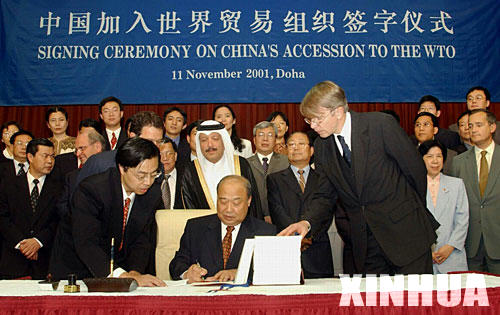 中国加入世界贸易组织签字仪式
SIGNING CEREMONY ON CHINA'S ACCESSION TO THE WTO
11 November 2001, Doha
XINHUA